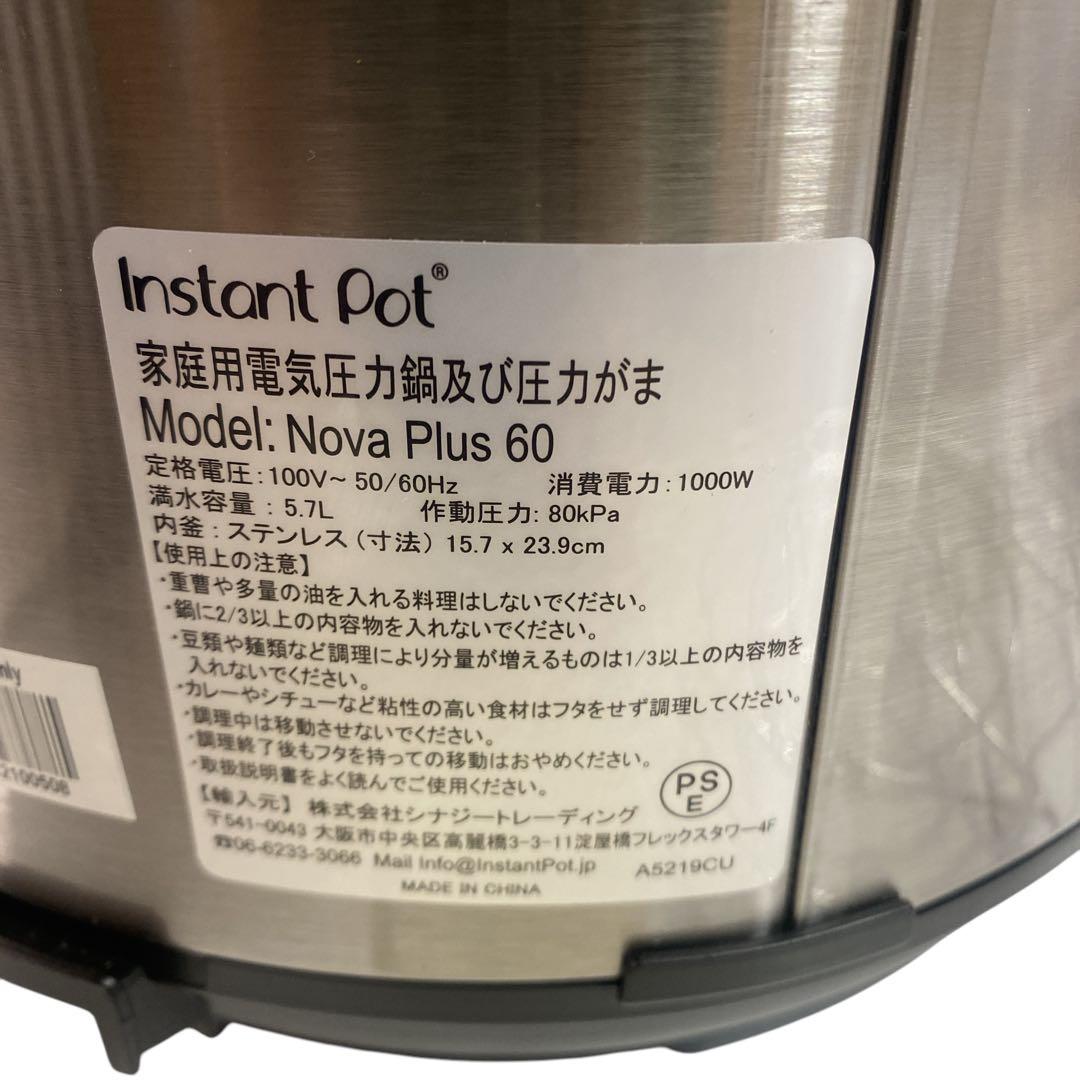 Instant Pot®
家庭用電気圧力鍋及び圧力がま
Model: Nova Plus 60
定格電圧:100V~ 50/60Hz 消費電力:1000W
満水容量: 5.7L 作動圧力: 80kPa
内釜:ステンレス(寸法) 15.7 x 23.9cm
【使用上の注意】
・重曹や多量の油を入れる料理はしないでください。
・鍋に2/3以上の内容物を入れないでください。
・豆類や麺類など調理により分量が増えるものは1/3以上の内容物を
入れないでください。
・カレーやシチューなど粘性の高い食材はフタをせず調理してください。
・調理中は移動させないでください。
・調理終了後もフタを持っての移動はおやめください。
・取扱説明書をよく読んでご使用ください。
PS
E
【輸入元】 株式会社シナジートレーディング
〒541-0043 大阪市中央区高麗橋3-3-11淀屋橋フレックスタワー4F
☎06-6233-3066 Mail Info@InstantPot.jp A5219CU
MADE IN CHINA
2100508